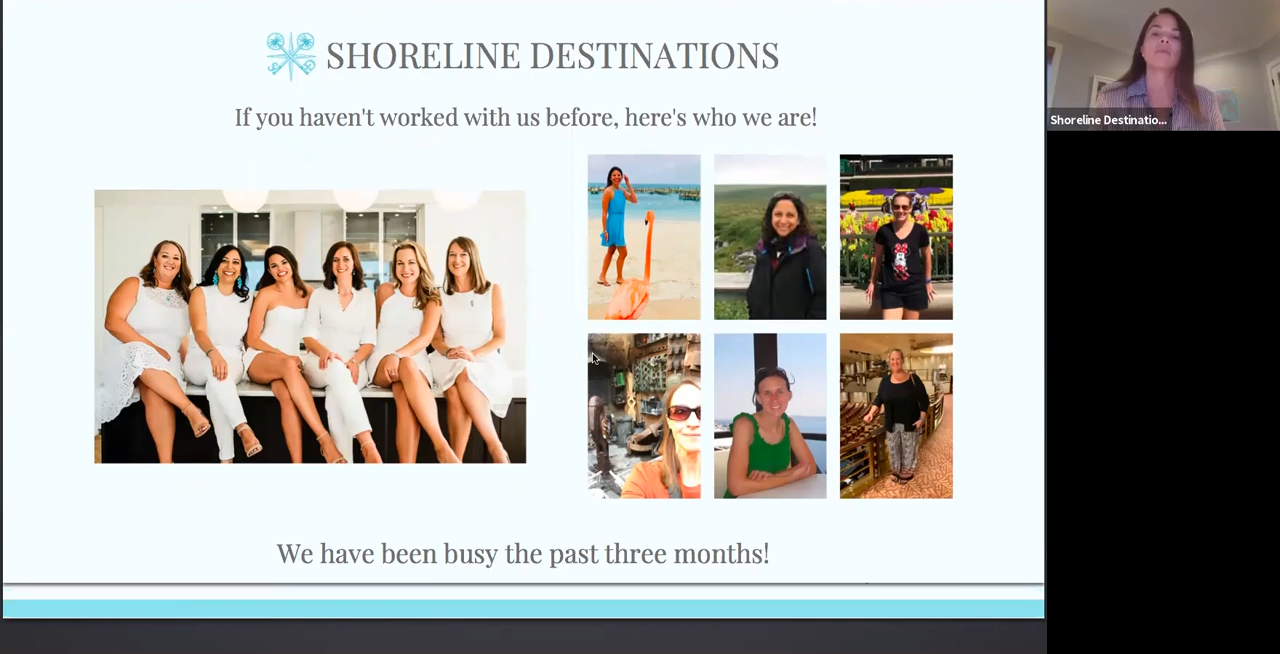 SHORELINE DESTINATIONS
If you haven't worked with us before, here's who we are!
We have been busy the past three months!
Shoreline Destinatio...